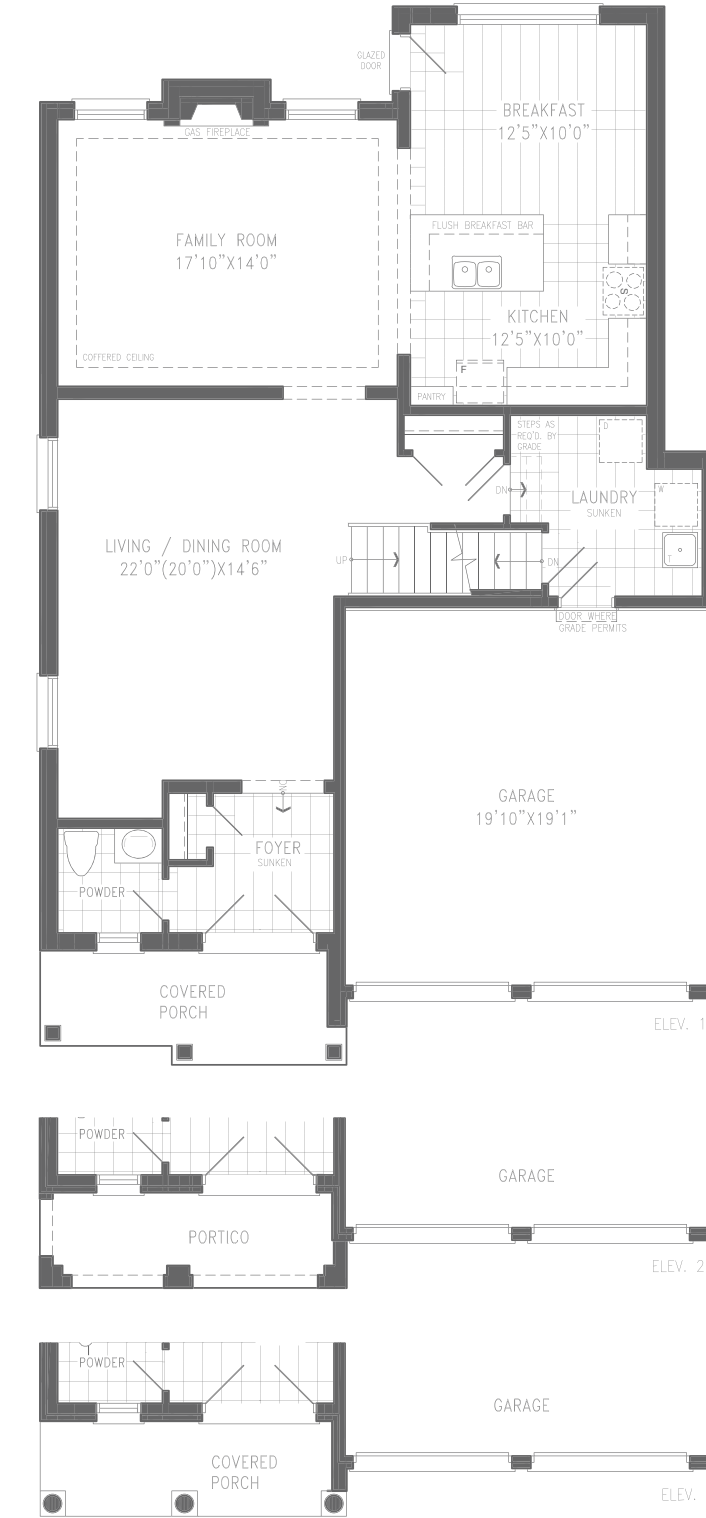 GLAZED
DOOR
BREAKFAST
12'5"X10'0"
GAS FIREPLACE
FLUSH BREAKFAST BAR
FAMILY ROOM
17'10"X14'0"
S
KITCHEN
12'5"X10'0"
COFFERED CEILING
F
PANTRY
STEPS AS
REQ'D. BY
GRADE
D
DN
W
LAUNDRY
SUNKEN
LIVING / DINING ROOM
22'0"(20'0")X14'6"
UP
DN
T
DOOR WHERE
GRADE PERMITS
DN
GARAGE
19'10"X19'1"
FOYER
SUNKEN
POWDER
COVERED
PORCH
ELEV. 1
POWDER
GARAGE
PORTICO
ELEV. 2
POWDER
GARAGE
COVERED
PORCH
ELEV.